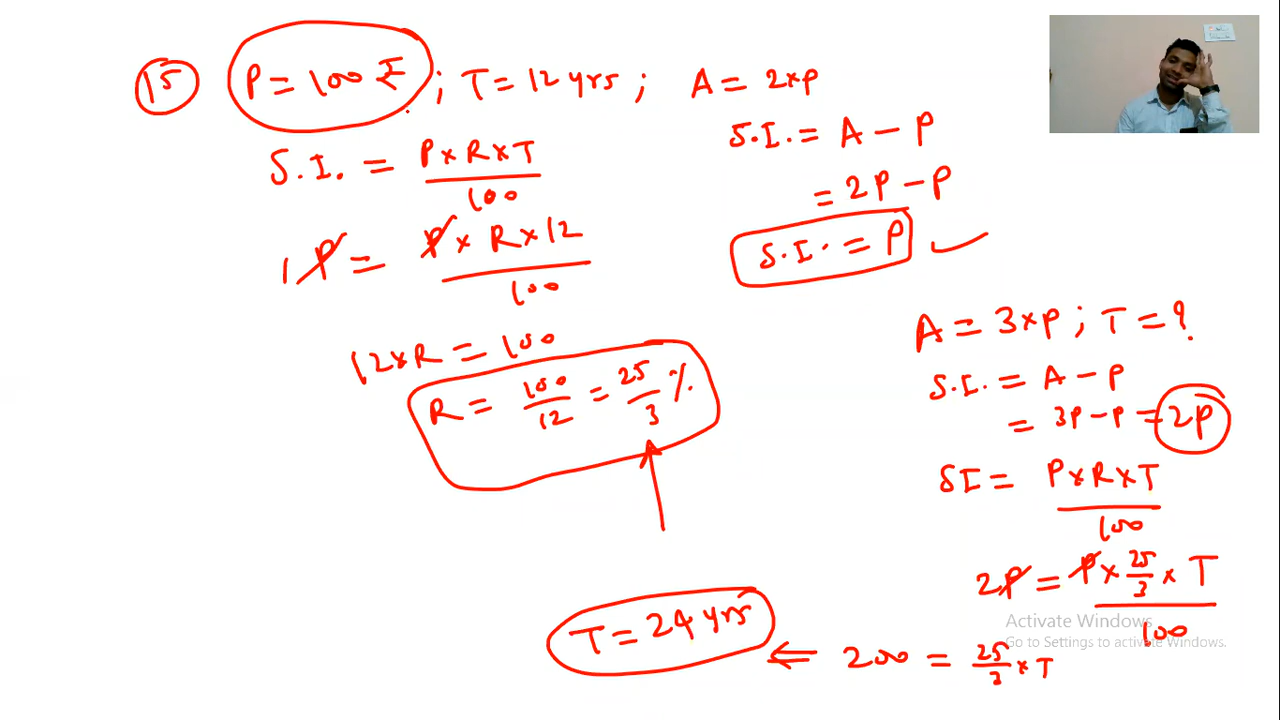 15 P = 100 ₹ ; T = 12 yrs ; A = 2×P
S.I. = P×R×T / 100
1P = P × R × 12 / 100
12×R = 100
R = 100/12 = 25/3 %
S.I. = A – P
= 2P – P
S.I. = P
A = 3×P ; T = ?
S.I. = A – P
= 3P – P = 2P
SI = P×R×T / 100
2P = P × 25/3 × T / 100
200 = 25/3 × T
T = 24 yrs
Activate Windows
Go to Settings to activate Windows.